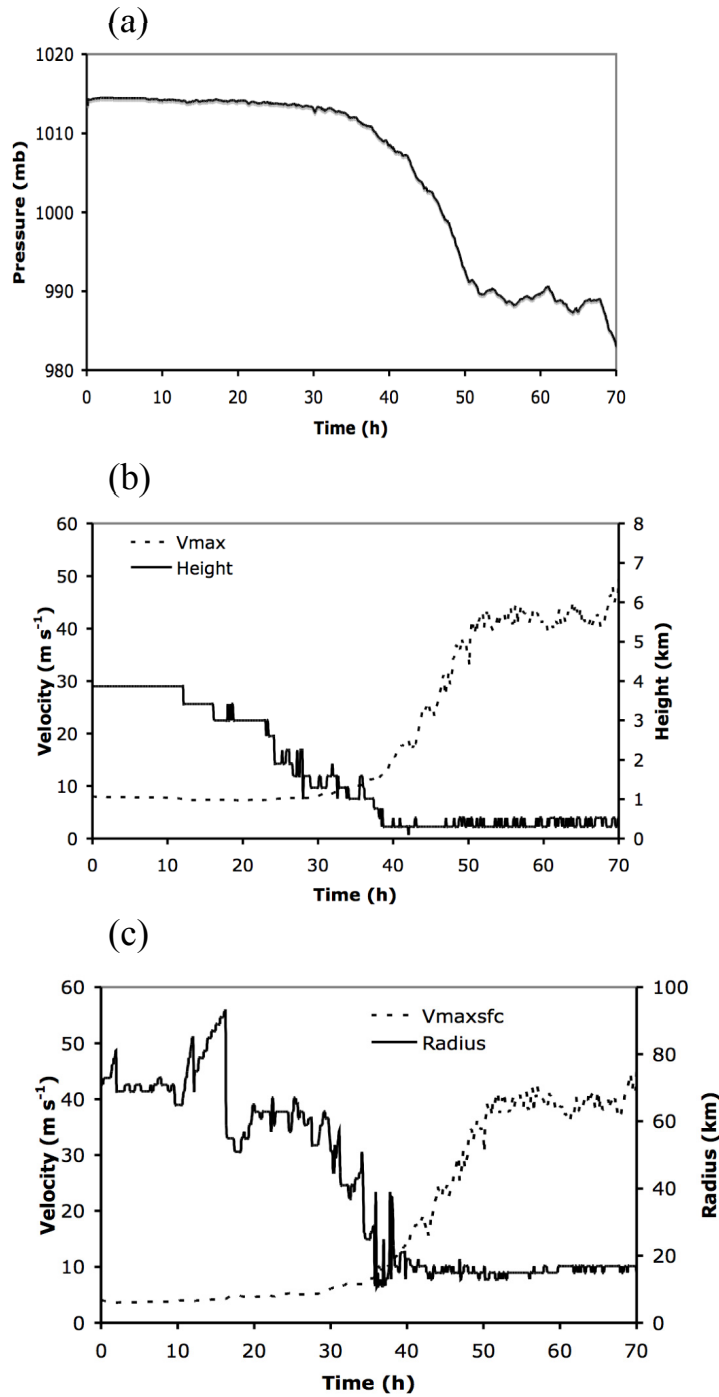 (a)
1020
1010
1000
990
980
Pressure (mb)
0 10 20 30 40 50 60 70
Time (h)
(b)
60 8
Vmax 7
50
Height 6
40
5
30 4
3
20
2
10
1
0 0
Velocity (m s⁻¹)
Height (km)
0 10 20 30 40 50 60 70
Time (h)
(c)
60 100
Vmaxsfc
50
Radius 80
40
60
30
40
20
20
10
0 0
Velocity (m s⁻¹)
Radius (km)
0 10 20 30 40 50 60 70
Time (h)